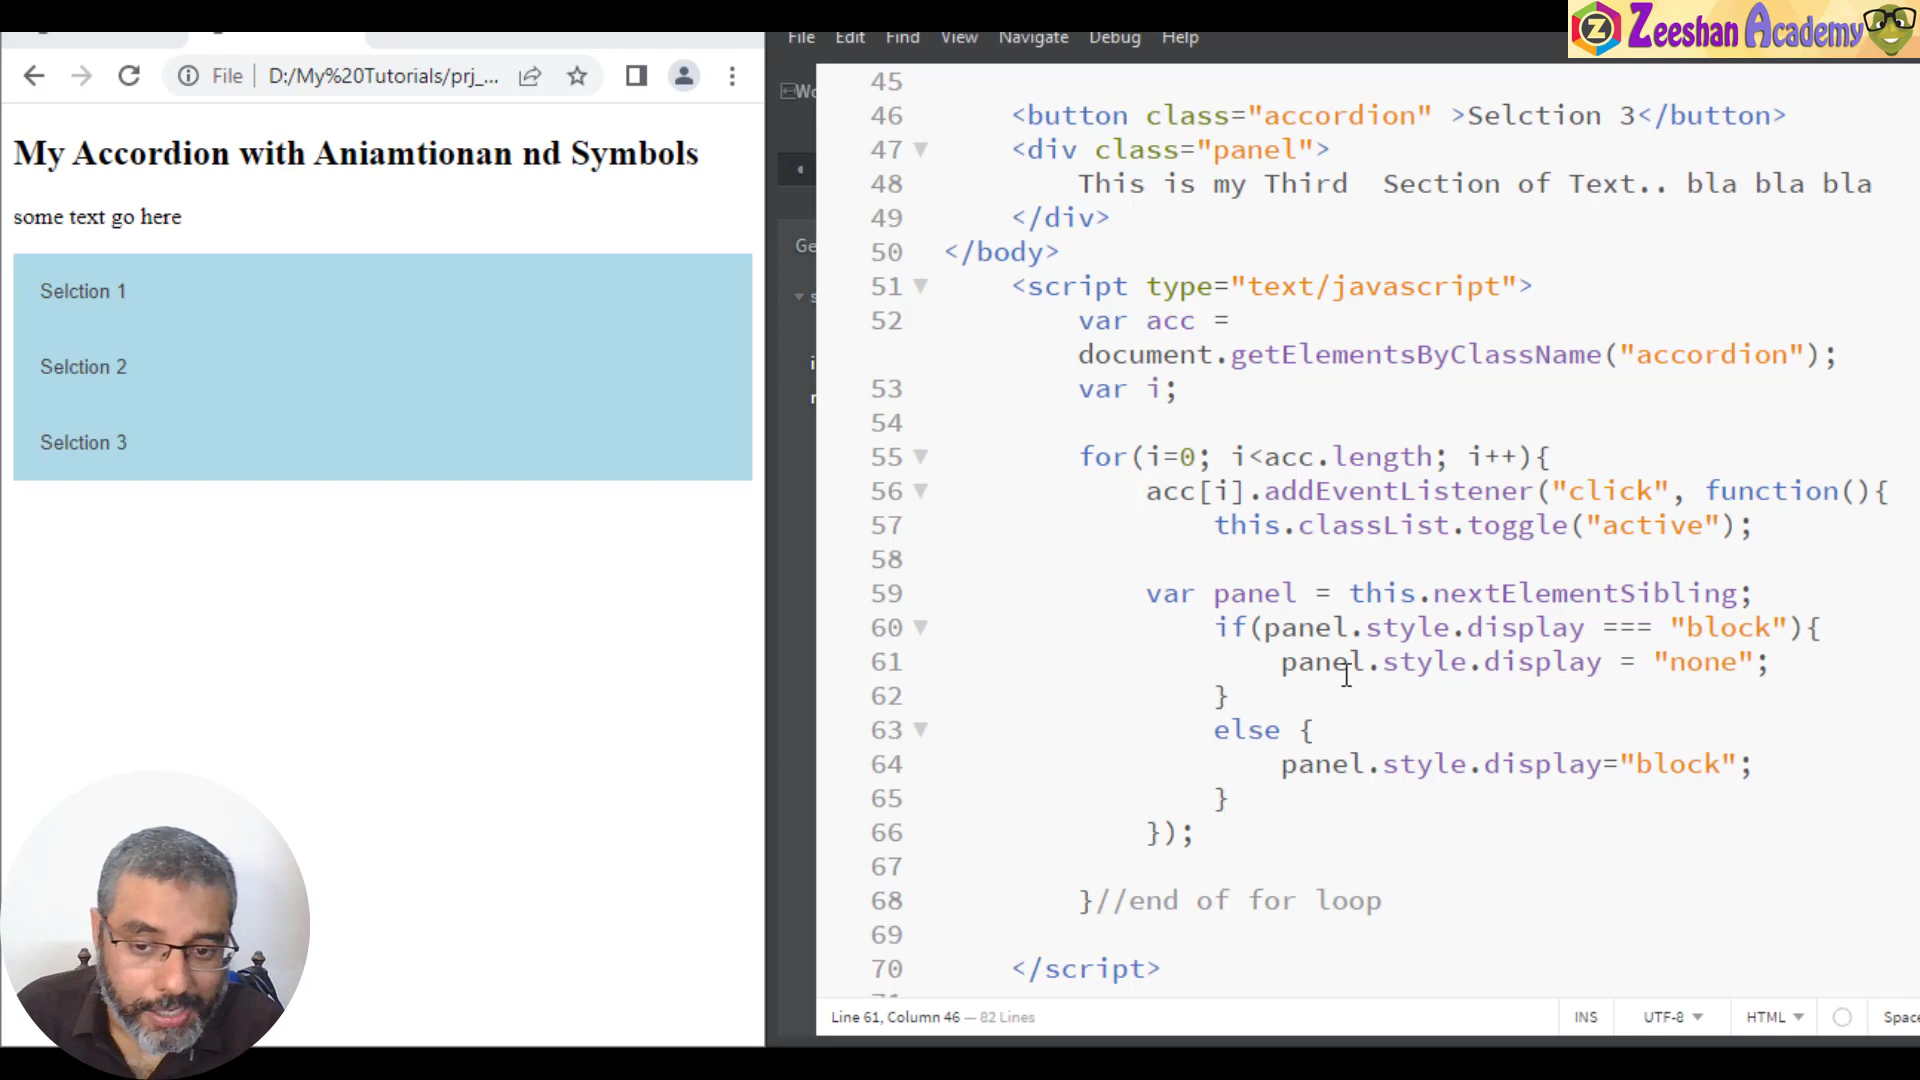 Zeeshan Academy
Z
File Edit Find View Navigate Debug Help
File D:/My%20Tutorials/prj_...
My Accordion with Aniamtionan nd Symbols
some text go here
Selction 1
Selction 2
Selction 3
Wo
Ge
45
46 <button class="accordion" >Selction 3</button>
47 <div class="panel">
48 This is my Third Section of Text.. bla bla bla
49 </div>
50 </body>
51 <script type="text/javascript">
52 var acc =
document.getElementsByClassName("accordion");
53 var i;
54
55 for(i=0; i<acc.length; i++){
56 acc[i].addEventListener("click", function(){
57 this.classList.toggle("active");
58
59 var panel = this.nextElementSibling;
60 if(panel.style.display === "block"){
61 panel.style.display = "none";
62 }
63 else {
64 panel.style.display="block";
65 }
66 });
67
68 }//end of for loop
69
70 </script>
Line 61, Column 46 — 82 Lines
INS UTF-8 HTML Space